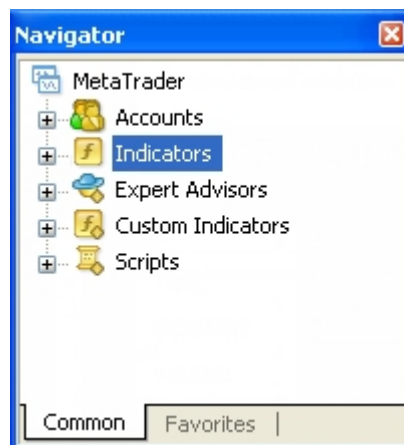 Navigator
MetaTrader
Accounts
Indicators
Expert Advisors
Custom Indicators
Scripts
Common
Favorites